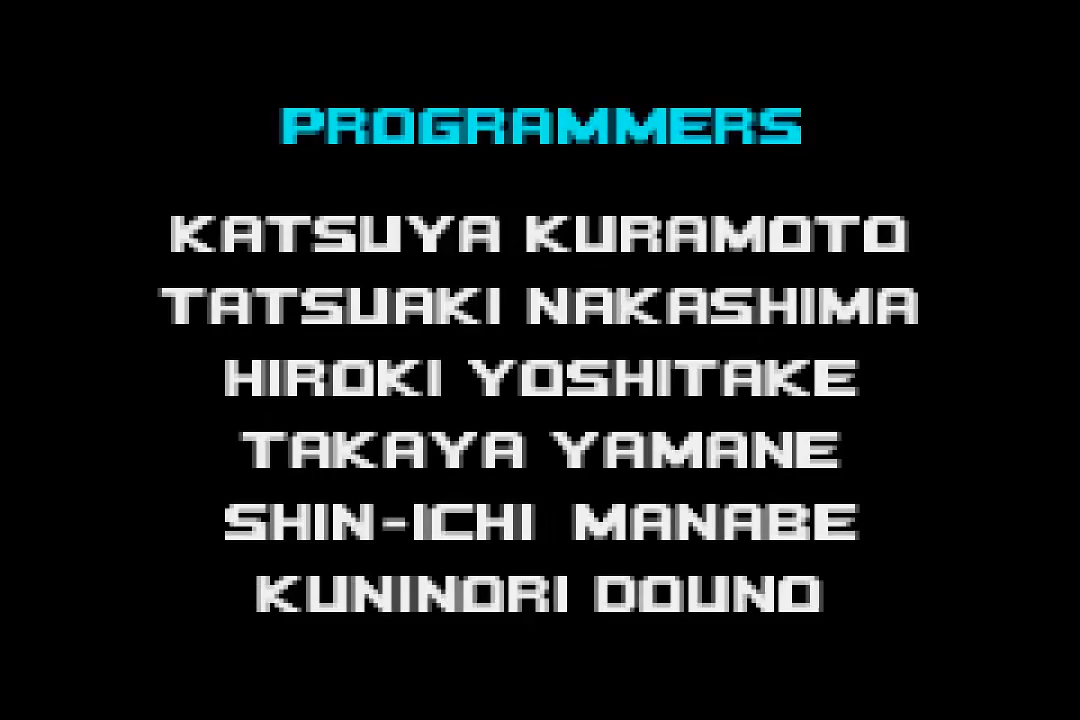 PROGRAMMERS
KATSUYA KURAMOTO
TATSUAKI NAKASHIMA
HIROKI YOSHITAKE
TAKAYA YAMANE
SHIN-ICHI MANABE
KUNINORI DOUNO